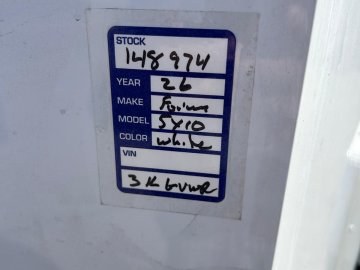 STOCK
148974
YEAR 26
MAKE
MODEL 5X10
COLOR White
VIN
3K GVWR